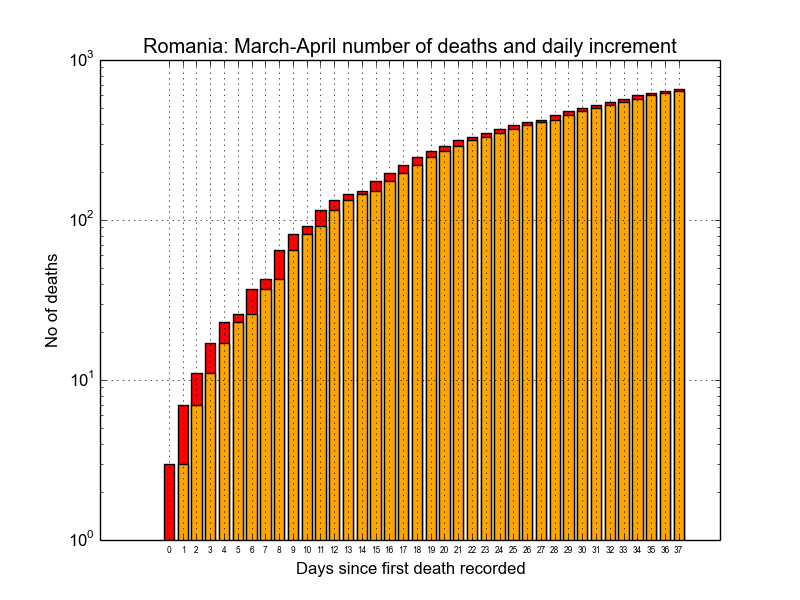 Romania: March-April number of deaths and daily increment
10³
10²
10¹
10⁰
No of deaths
0 1 2 3 4 5 6 7 8 9 10 11 12 13 14 15 16 17 18 19 20 21 22 23 24 25 26 27 28 29 30 31 32 33 34 35 36 37
Days since first death recorded